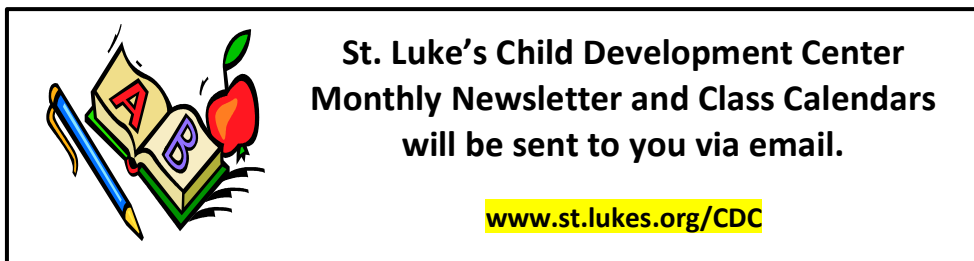 A
B
St. Luke’s Child Development Center
Monthly Newsletter and Class Calendars
will be sent to you via email.
www.st.lukes.org/CDC